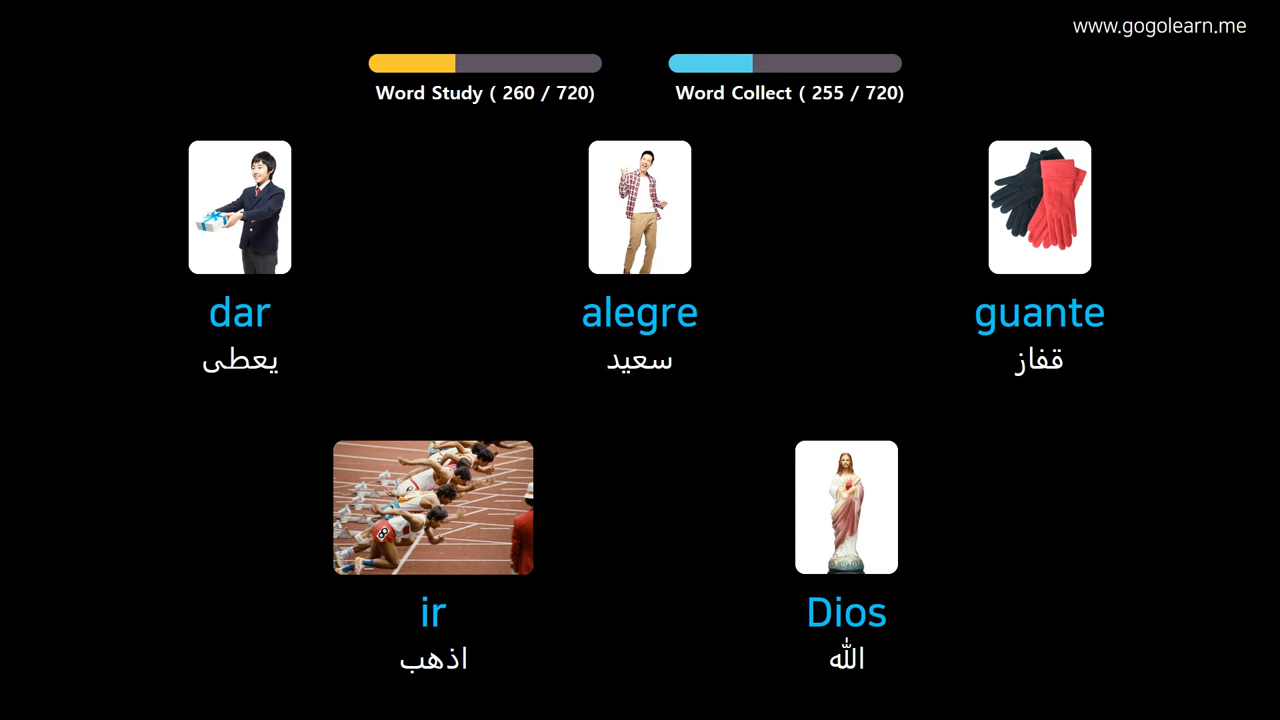 www.gogolearn.me
Word Study ( 260 / 720)
Word Collect ( 255 / 720)
dar
alegre
guante
يعطى
سعيد
قفاز
ir
Dios
اذهب
الله